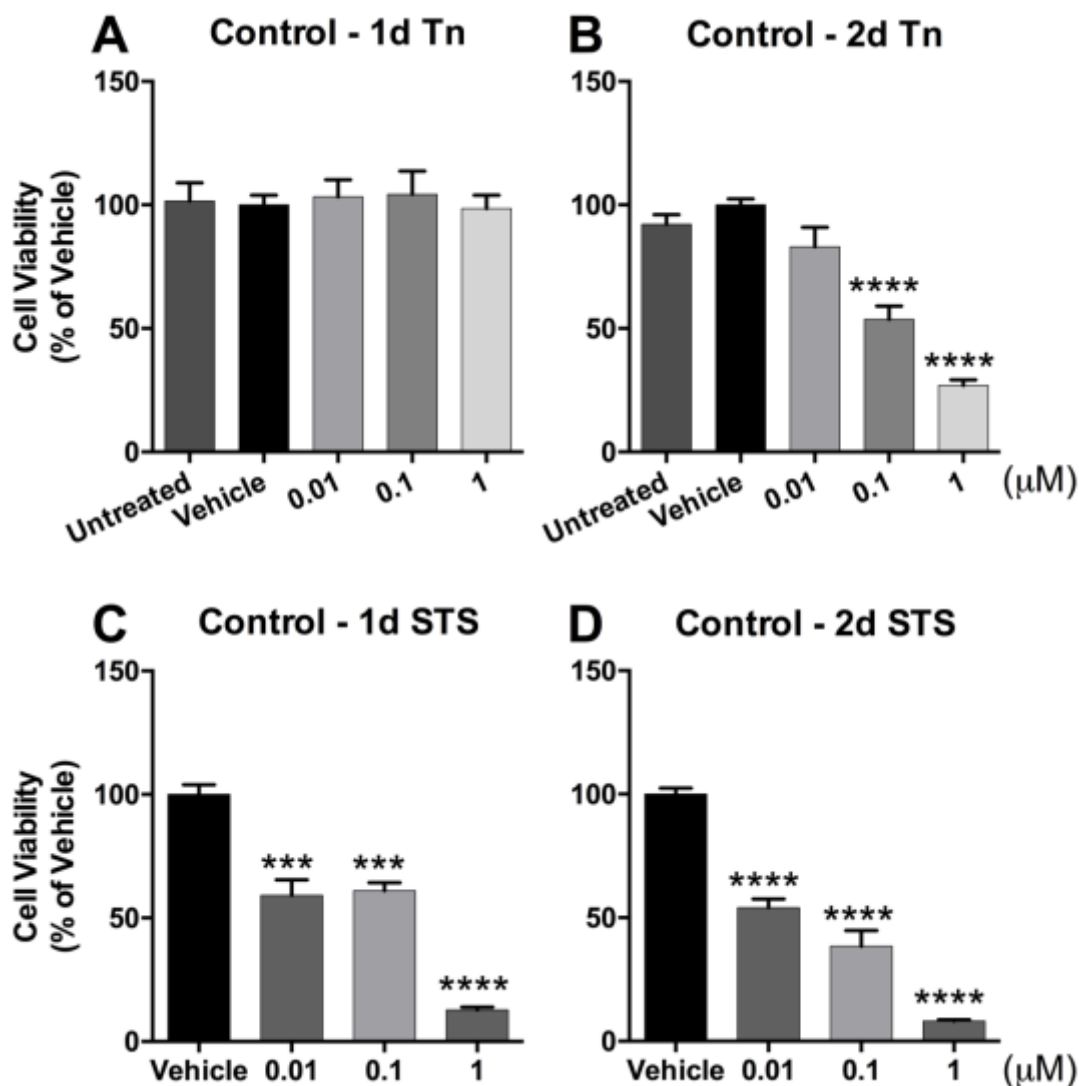 A Control - 1d Tn
Cell Viability
(% of Vehicle)
150
100
50
0
Untreated Vehicle 0.01 0.1 1
B Control - 2d Tn
150
100
50
0
****
****
Untreated Vehicle 0.01 0.1 1 (μM)
C Control - 1d STS
Cell Viability
(% of Vehicle)
150
100
50
0
*** ***
****
Vehicle 0.01 0.1 1
D Control - 2d STS
150
100
50
0
****
****
****
Vehicle 0.01 0.1 1 (μM)